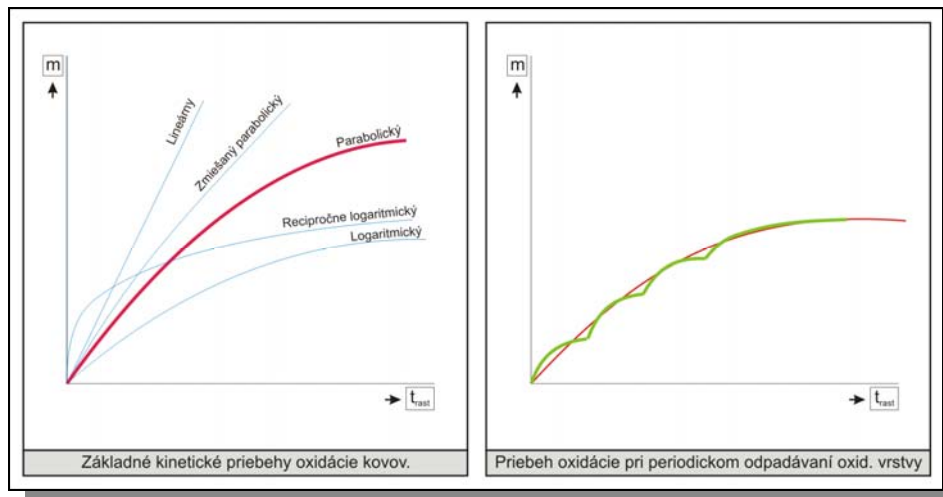 m
Lineárny
Zmiešaný parabolický
Parabolický
Recipročne logaritmický
Logaritmický
t rast
Základné kinetické priebehy oxidácie kovov.
m
t rast
Priebeh oxidácie pri periodickom odpadávaní oxid. vrstvy